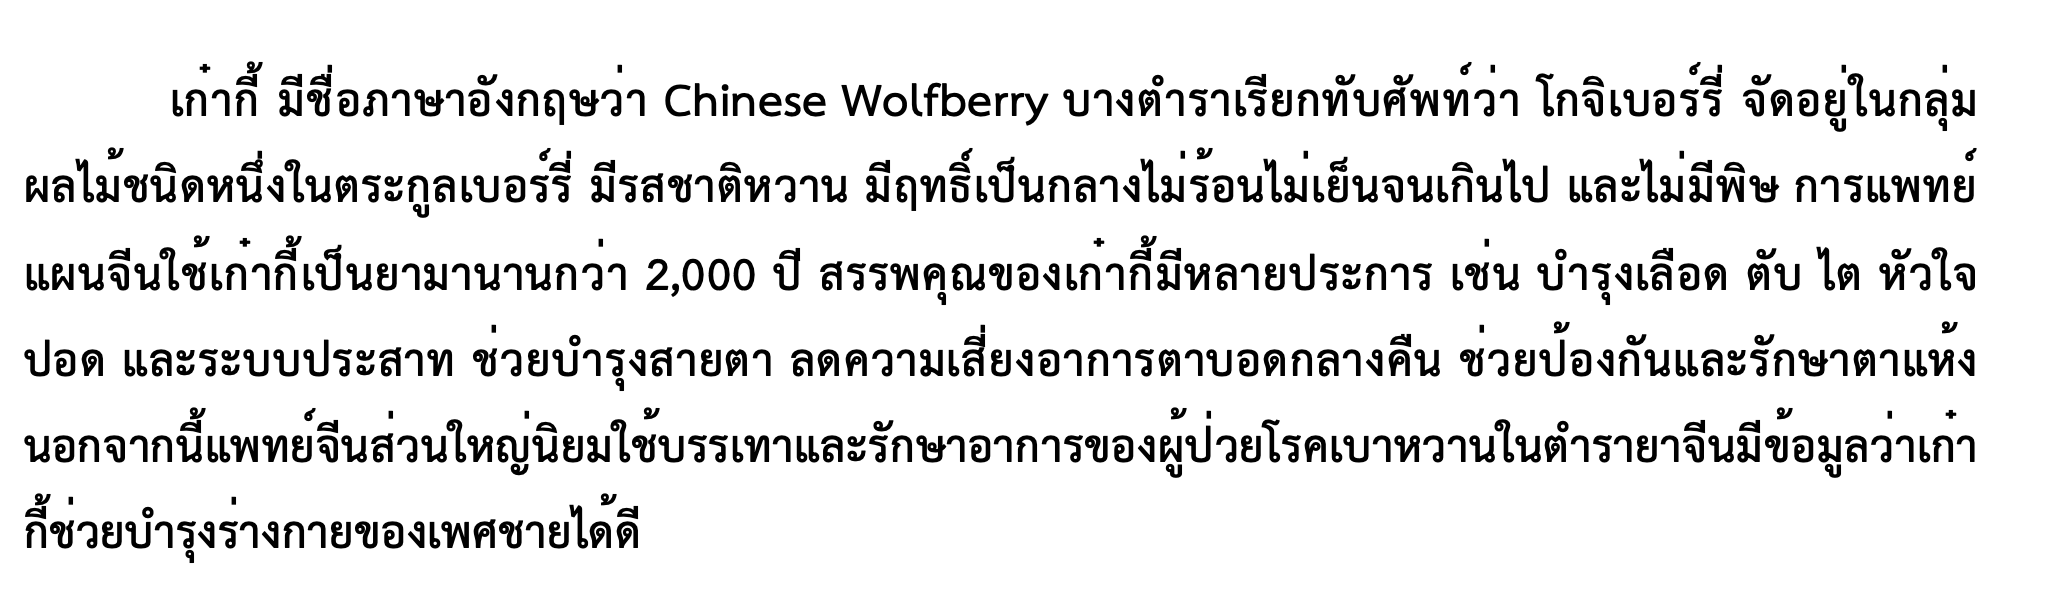 เก๋ากี้ มีชื่อภาษาอังกฤษว่า Chinese Wolfberry บางตำราเรียกทับศัพท์ว่า โกจิเบอร์รี่ จัดอยู่ในกลุ่ม
ผลไม้ชนิดหนึ่งในตระกูลเบอร์รี่ มีรสชาติหวาน มีฤทธิ์เป็นกลางไม่ร้อนไม่เย็นจนเกินไป และไม่มีพิษ การแพทย์
แผนจีนใช้เก๋ากี้เป็นยามานานกว่า 2,000 ปี สรรพคุณของเก๋ากี้มีหลายประการ เช่น บำรุงเลือด ตับ ไต หัวใจ
ปอด และระบบประสาท ช่วยบำรุงสายตา ลดความเสี่ยงอาการตาบอดกลางคืน ช่วยป้องกันและรักษาตาแห้ง
นอกจากนี้แพทย์จีนส่วนใหญ่นิยมใช้บรรเทาและรักษาอาการของผู้ป่วยโรคเบาหวานในตำรายาจีนมีข้อมูลว่าเก๋า
กี้ช่วยบำรุงร่างกายของเพศชายได้ดี